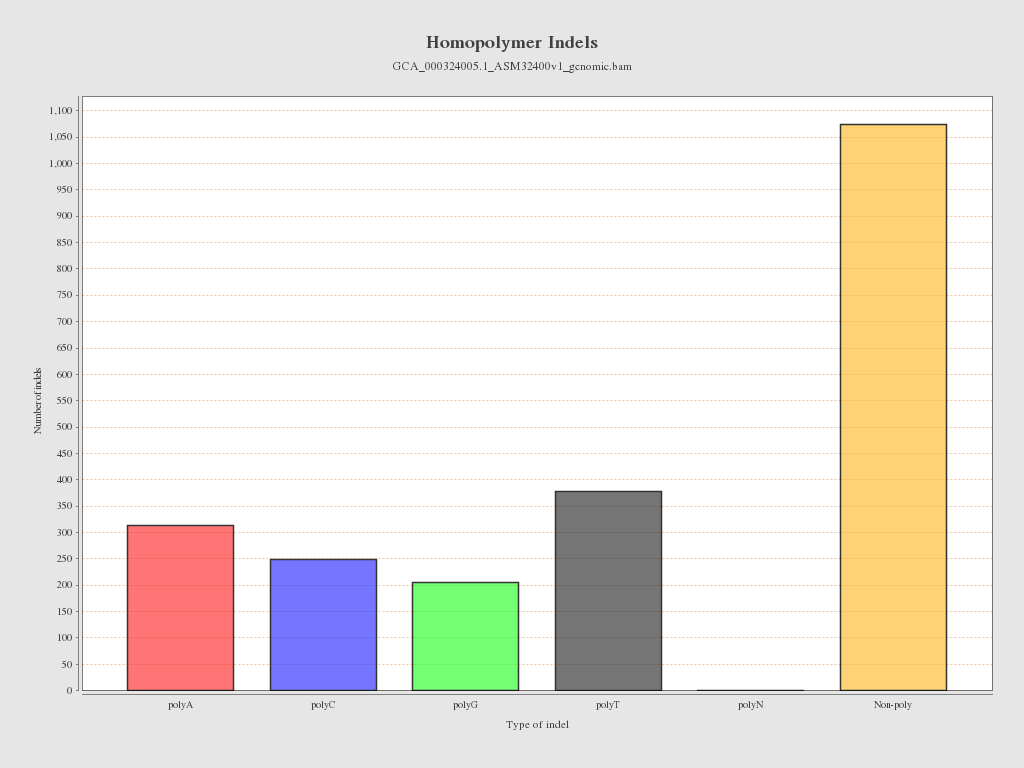 Homopolymer Indels
GCA_000324005.1_ASM32400v1_genomic.bam
1,100
1,050
1,000
950
900
850
800
750
700
650
600
550
500
450
400
350
300
250
200
150
100
50
0
Number of indels
polyA
polyC
polyG
polyT
polyN
Non-poly
Type of indel